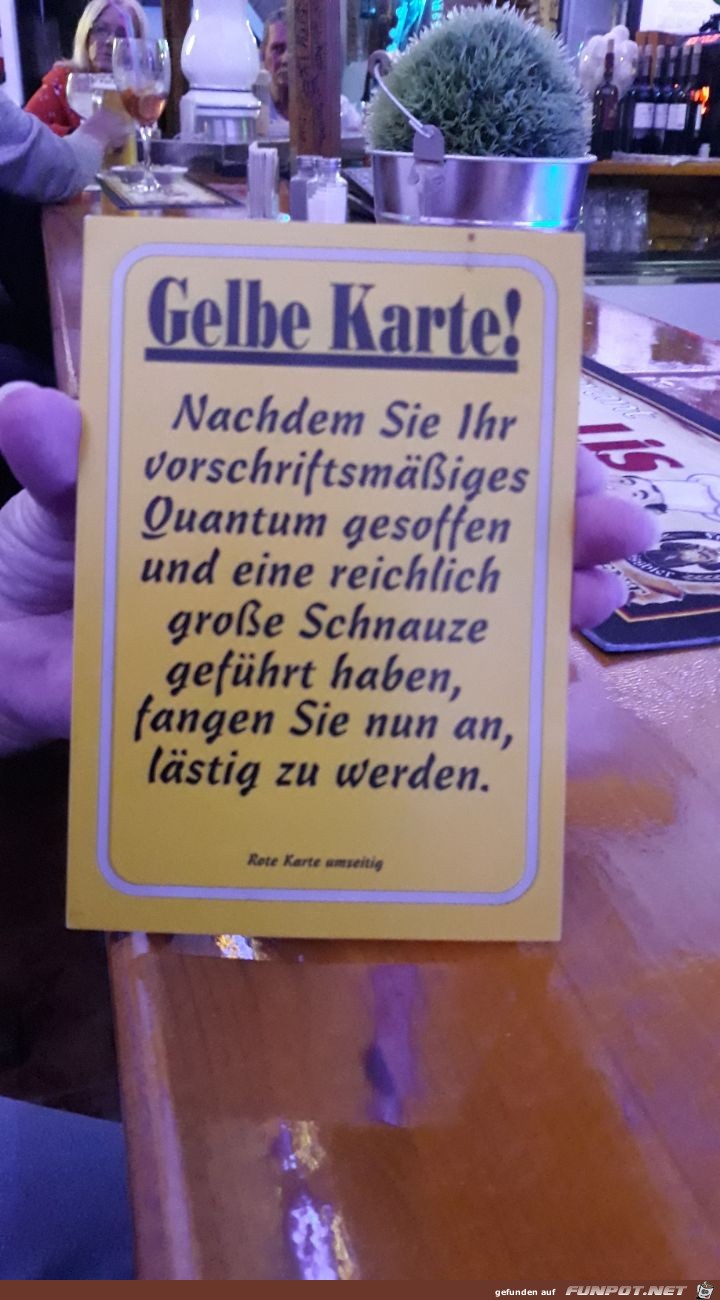 Gelbe Karte!
Nachdem Sie Ihr
vorschriftsmäßiges
Quantum gesoffen
und eine reichlich
große Schnauze
geführt haben,
fangen Sie nun an,
lästig zu werden.
Rote Karte umseitig
gefunden auf FUNPOT.NET